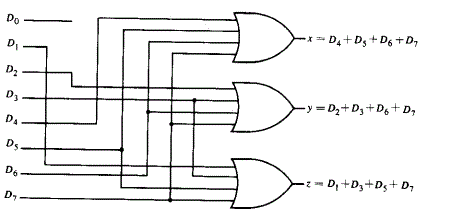 D₀
D₁
D₂
D₃
D₄
D₅
D₆
D₇
x = D₄ + D₅ + D₆ + D₇
y = D₂ + D₃ + D₆ + D₇
z = D₁ + D₃ + D₅ + D₇